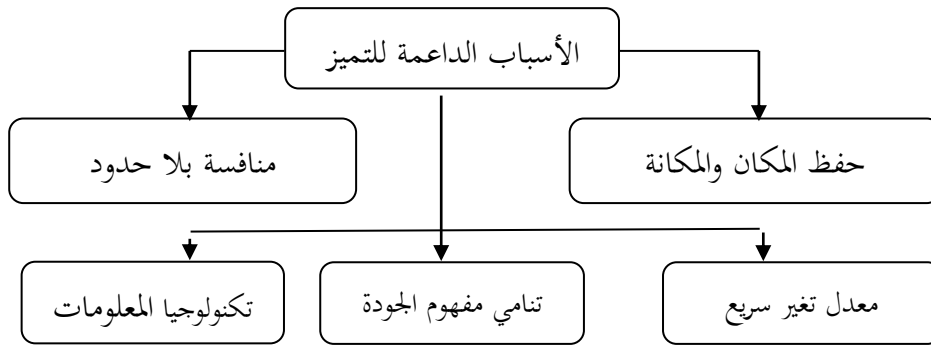 الأسباب الداعمة للتميز
حفظ المكان والمكانة
منافسة بلا حدود
معدل تغير سريع
تنامي مفهوم الجودة
تكنولوجيا المعلومات